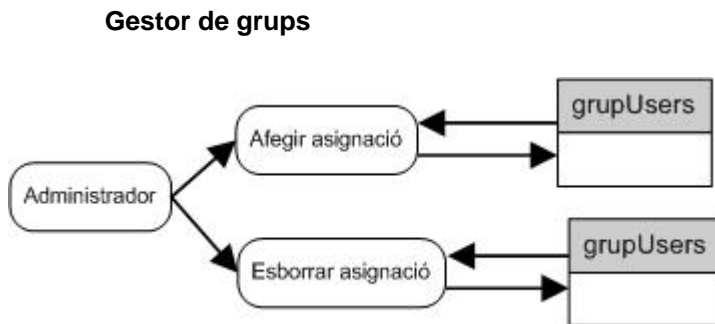 Gestor de grups
grupUsers
Afegir asignació
Administrador
grupUsers
Esborrar asignació